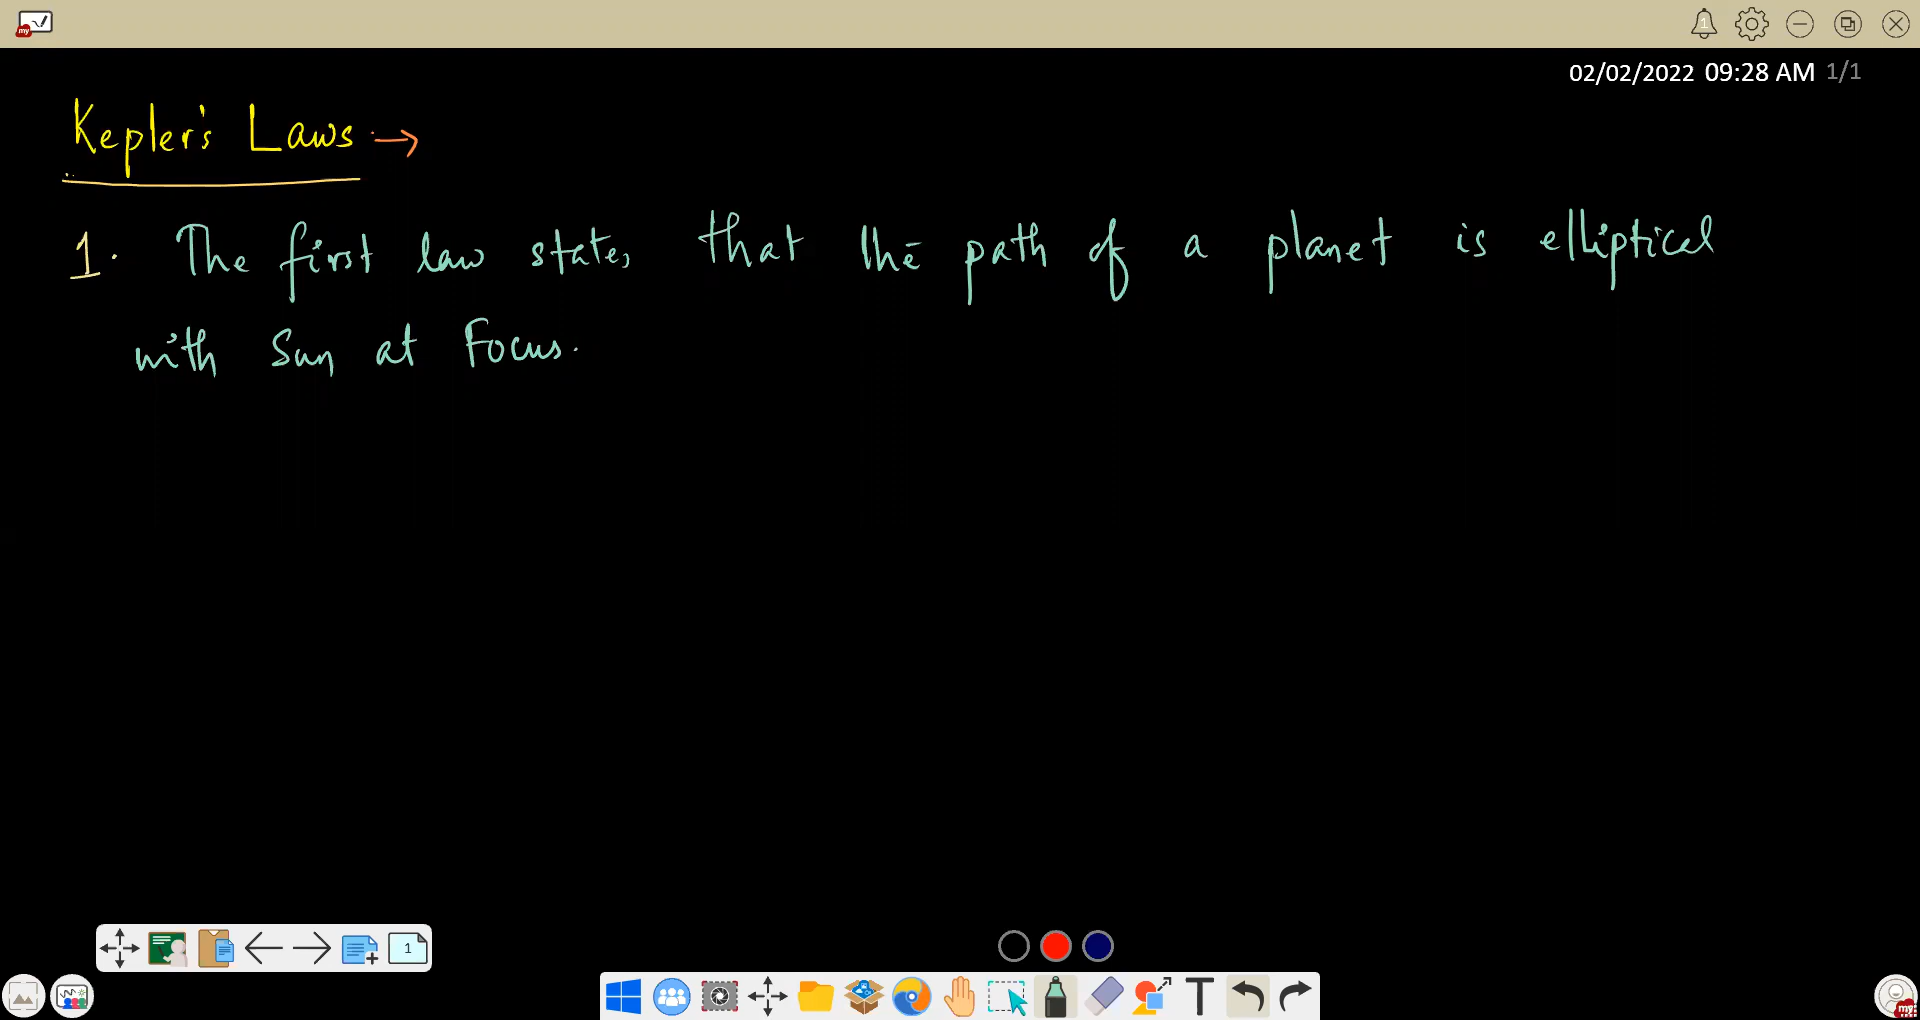 02/02/2022 09:28 AM 1/1
Kepler's Laws →
1. The first law states that the path of a planet is elliptical
with Sun at Focus.
1